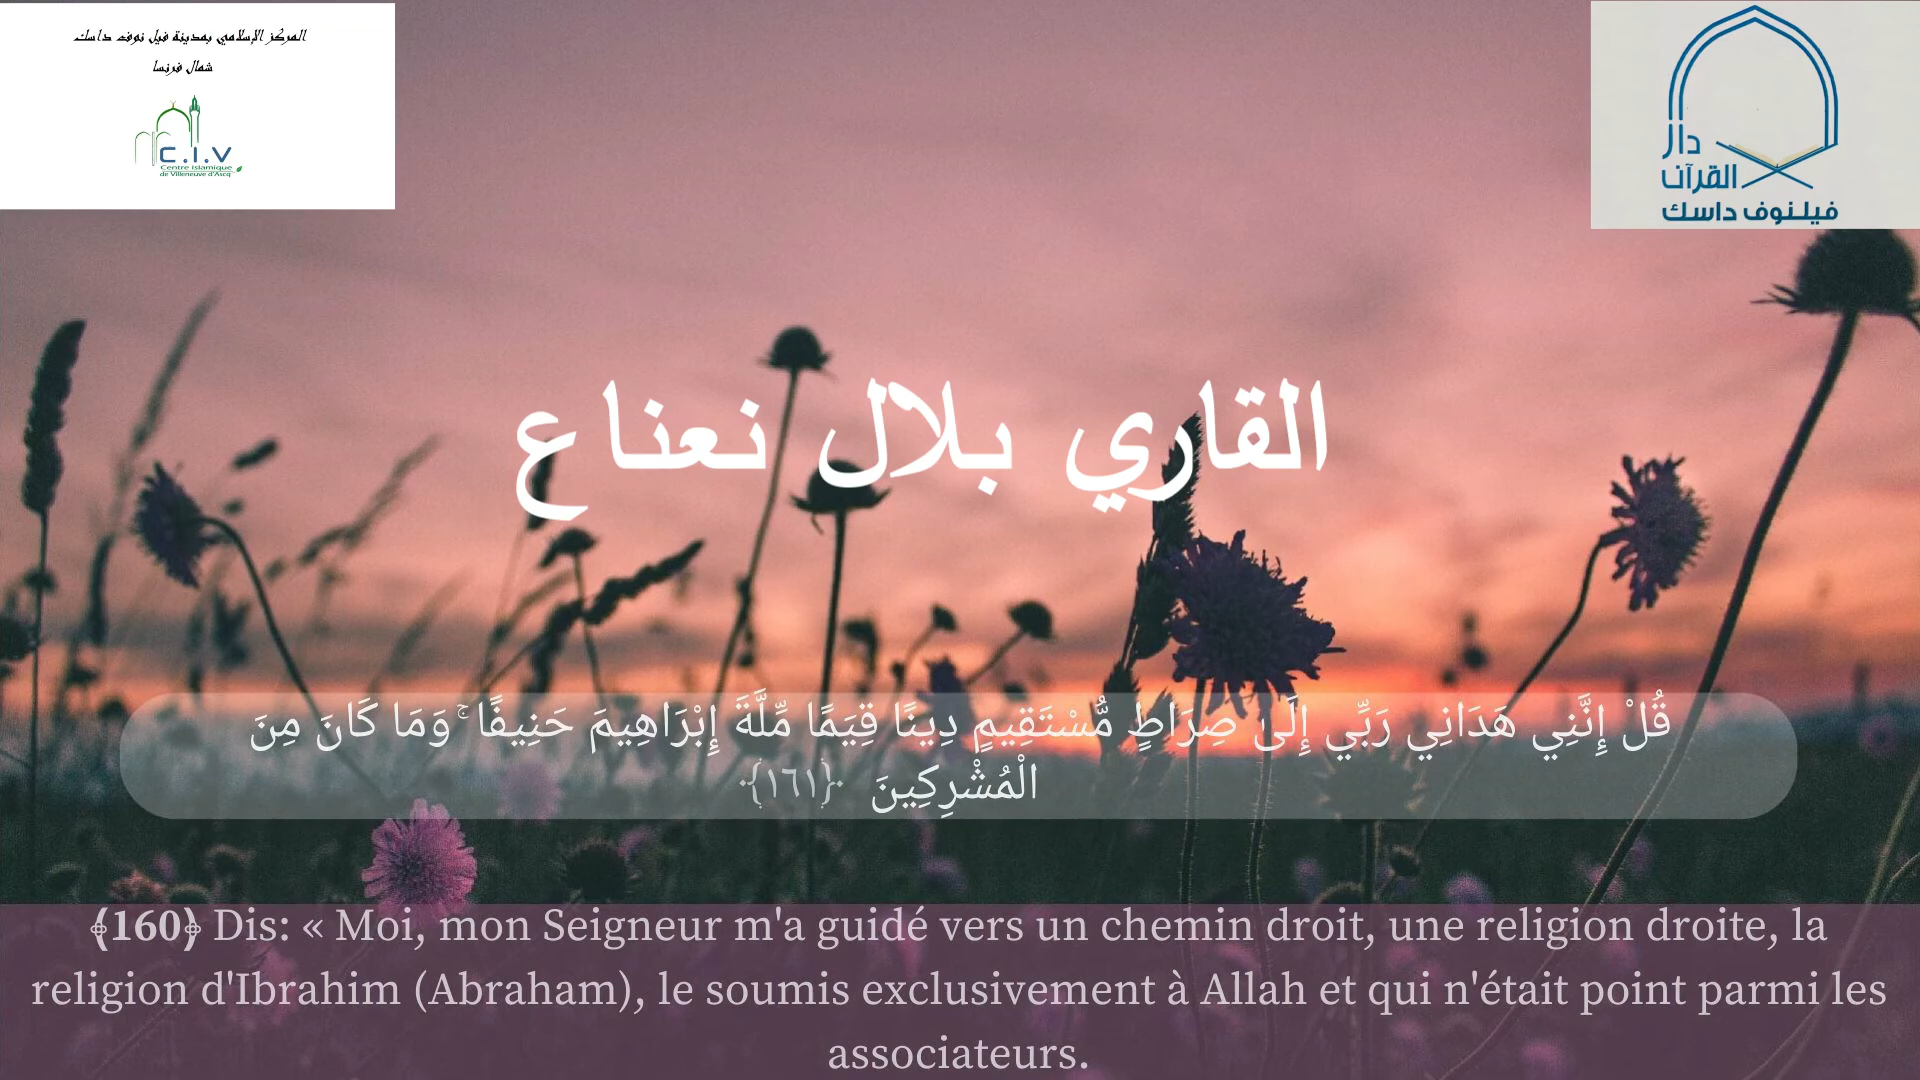 المركز الإسلامي بمدينة فيل نوف داسك
شمال فرنسا
C.I.V
Centre Islamique
de Villeneuve d'Ascq
دار
القرآن
فيلنوف داسك
القاري بلال نعناع
قُلْ إِنَّنِي هَدَانِي رَبِّي إِلَىٰ صِرَاطٍ مُّسْتَقِيمٍ دِينًا قِيَمًا مِّلَّةَ إِبْرَاهِيمَ حَنِيفًا ۚ وَمَا كَانَ مِنَ
الْمُشْرِكِينَ ﴿١٦١﴾
﴾160﴿ Dis: « Moi, mon Seigneur m'a guidé vers un chemin droit, une religion droite, la
religion d'Ibrahim (Abraham), le soumis exclusivement à Allah et qui n'était point parmi les
associateurs.